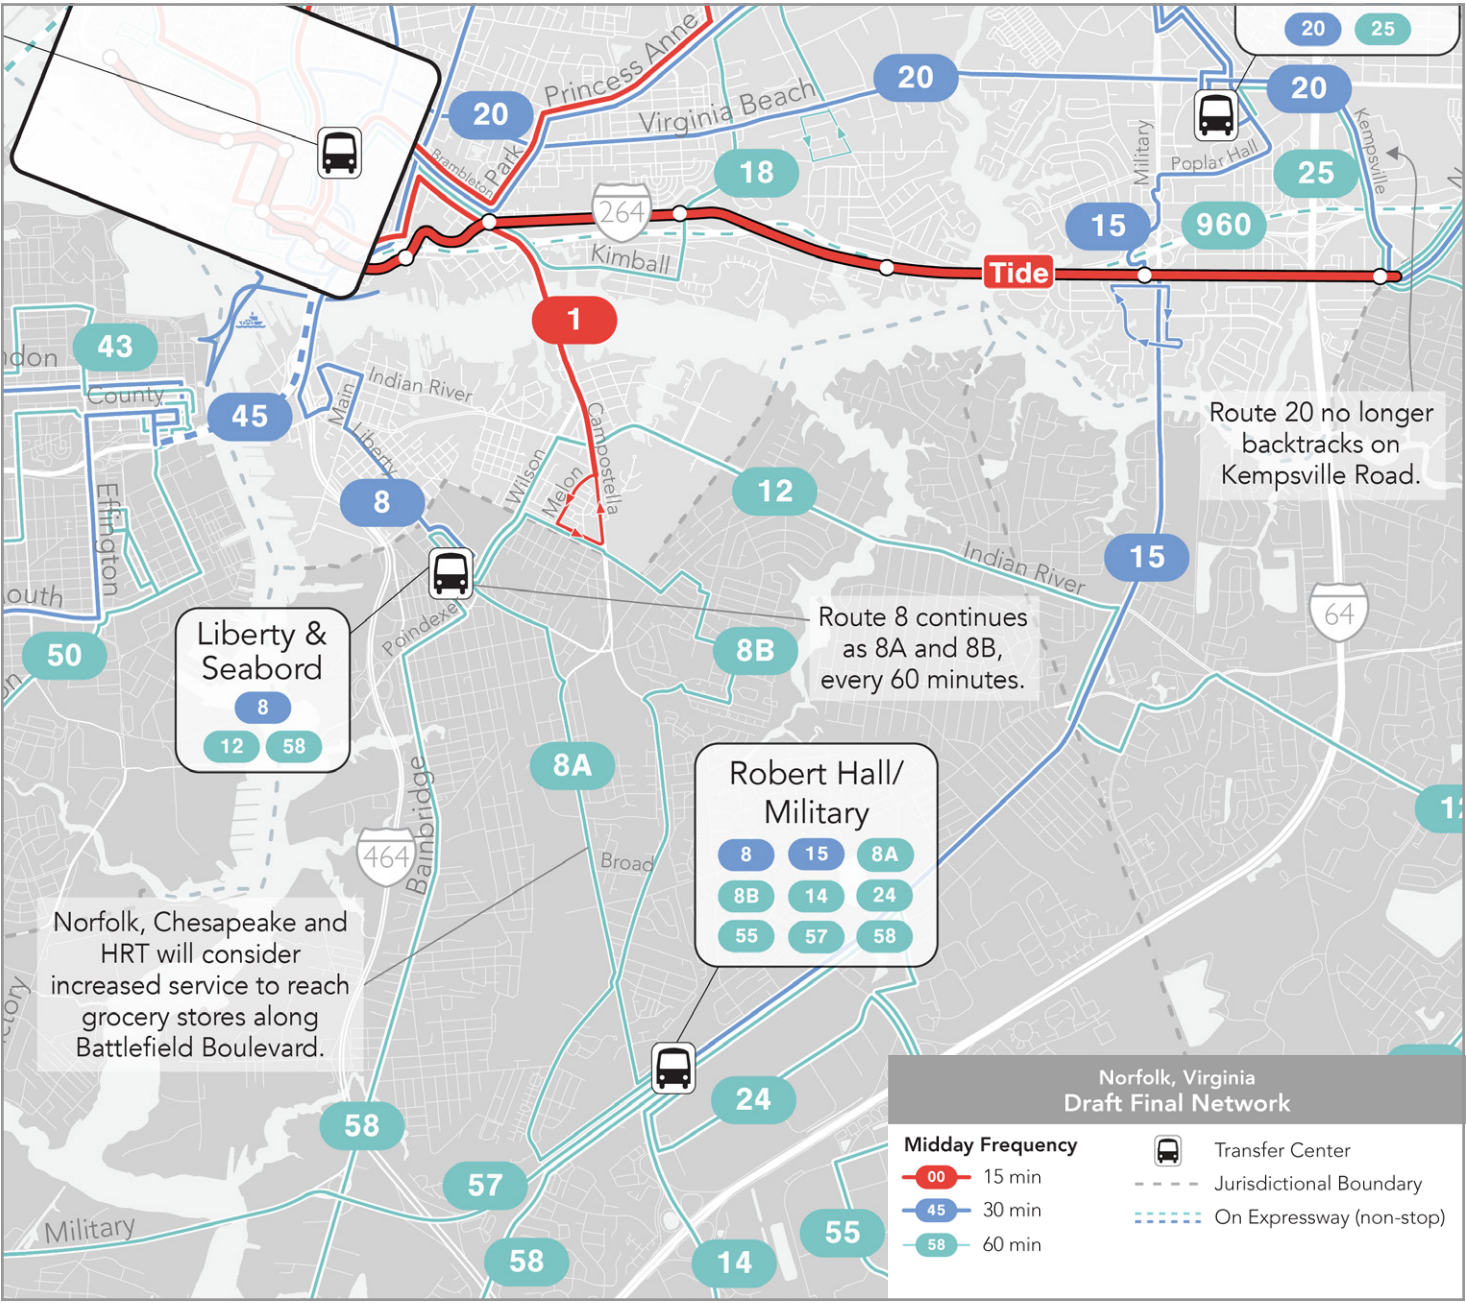 20 25
Princess Anne
20
20
Virginia Beach
20
Kempsville
Military
Brambleton
Park
18
Poplar Hall
25
264
15
960
Kimball
Tide
1
43
County
45
Indian River
Main
Liberty
Campostella
Wilson
Melon
Effington
8
12
Route 20 no longer
backtracks on
Kempsville Road.
Indian River
15
64
Liberty &
Seabord
8
12 58
50
Poindexter
Route 8 continues
as 8A and 8B,
every 60 minutes.
8B
8A
Bainbridge
464
Broad
Robert Hall/
Military
8 15 8A
8B 14 24
55 57 58
Norfolk, Chesapeake and
HRT will consider
increased service to reach
grocery stores along
Battlefield Boulevard.
58
24
57
Military
58
14
55
Norfolk, Virginia
Draft Final Network
Midday Frequency
00 15 min
45 30 min
58 60 min
Transfer Center
Jurisdictional Boundary
On Expressway (non-stop)